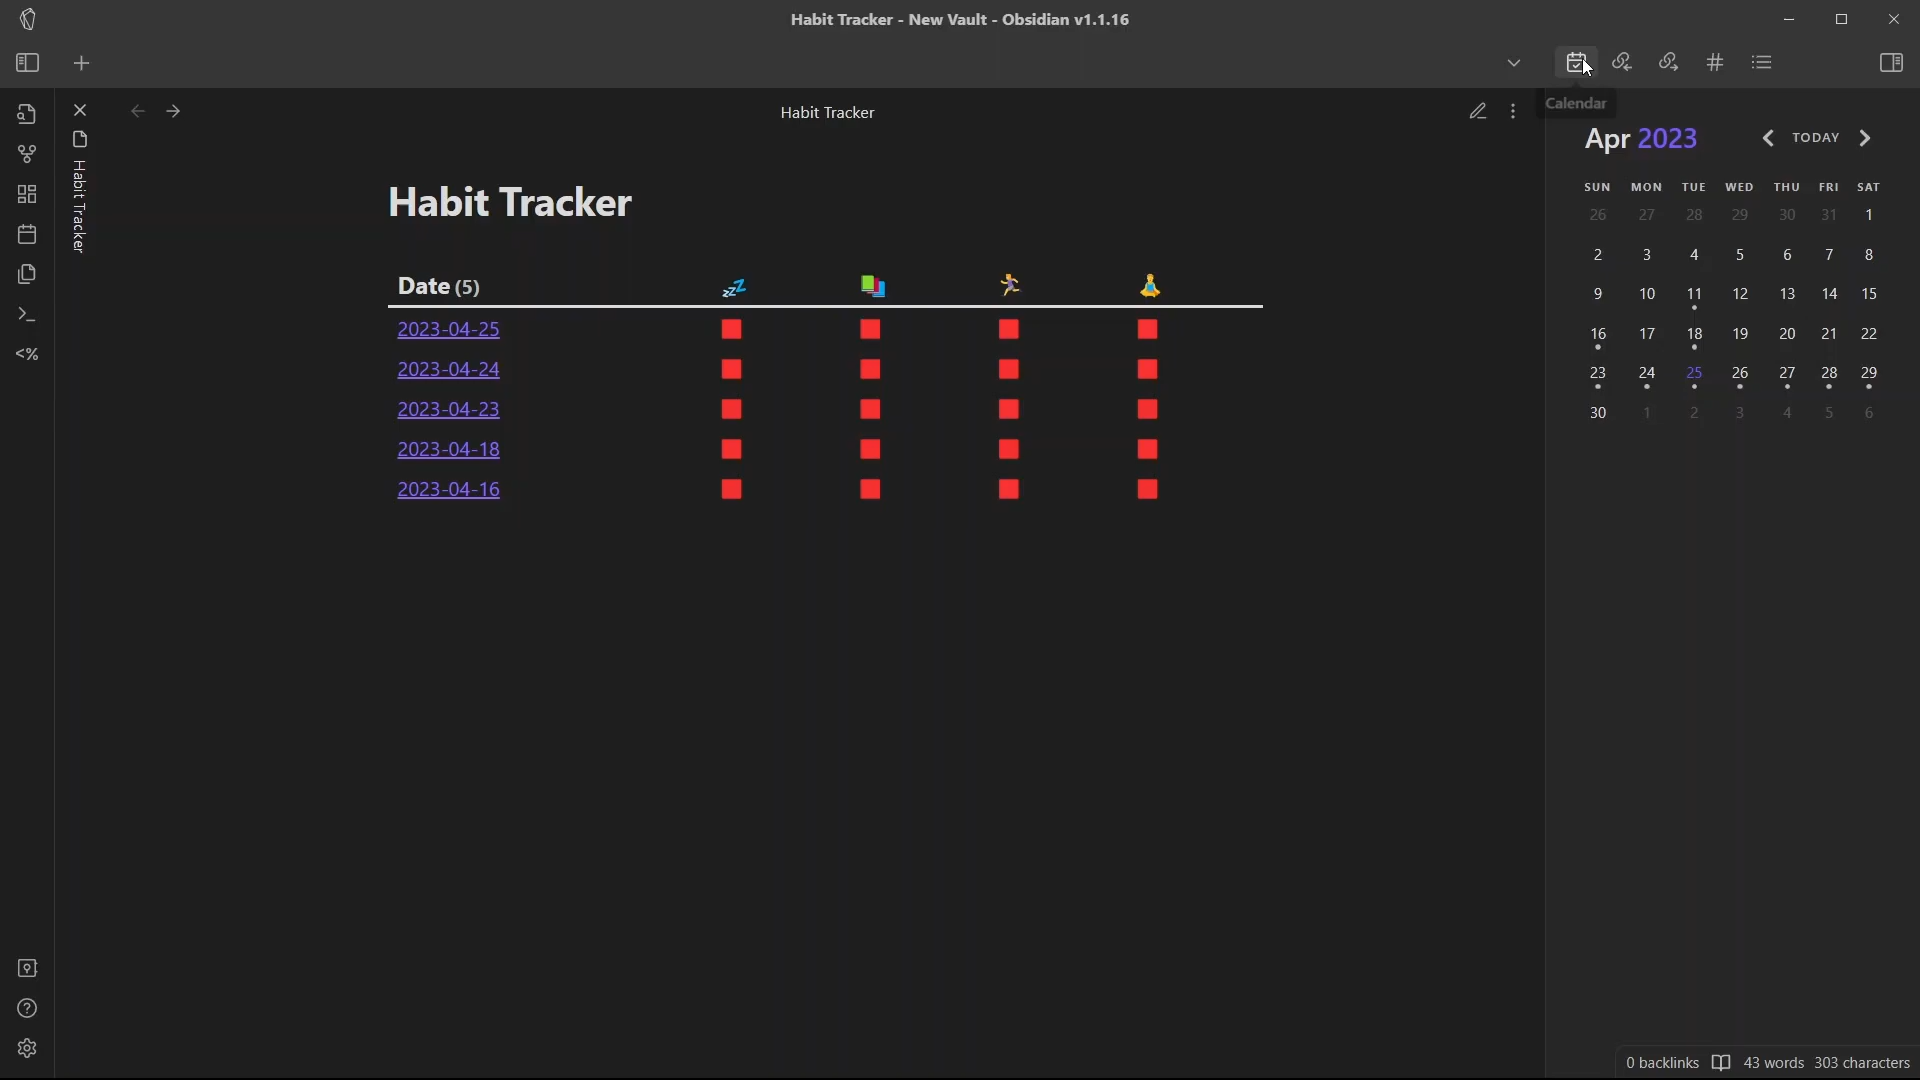 Habit Tracker - New Vault - Obsidian v1.1.16
Calendar
Habit Tracker
Habit Tracker
Habit Tracker
Date (5) 💤 📚 🏃 🧘
2023-04-25 🟥 🟥 🟥 🟥
2023-04-24 🟥 🟥 🟥 🟥
2023-04-23 🟥 🟥 🟥 🟥
2023-04-18 🟥 🟥 🟥 🟥
2023-04-16 🟥 🟥 🟥 🟥
Apr 2023 TODAY
SUN MON TUE WED THU FRI SAT
26 27 28 29 30 31 1
2 3 4 5 6 7 8
9 10 11 12 13 14 15
16 17 18 19 20 21 22
23 24 25 26 27 28 29
30 1 2 3 4 5 6
<%
0 backlinks 43 words 303 characters